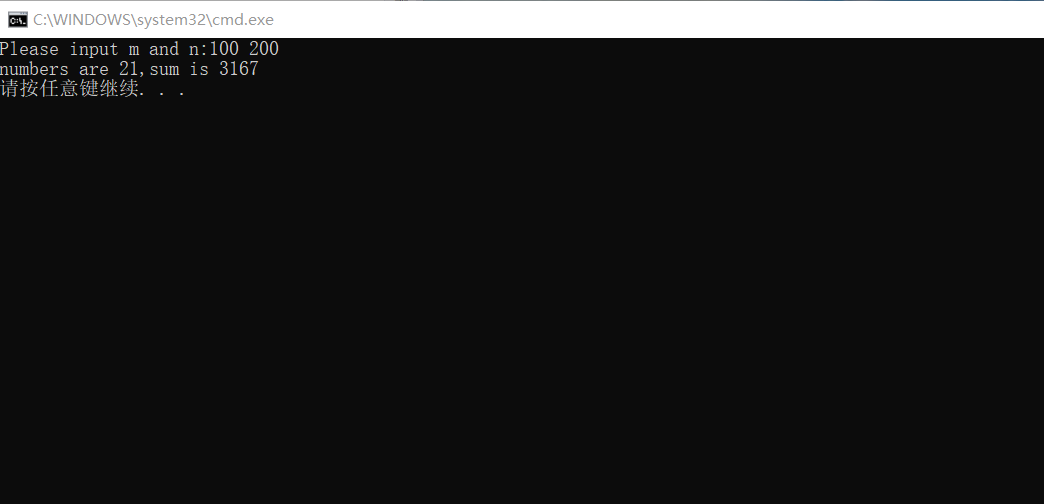 C:\WINDOWS\system32\cmd.exe
Please input m and n:100 200
numbers are 21,sum is 3167
请按任意键继续. . .